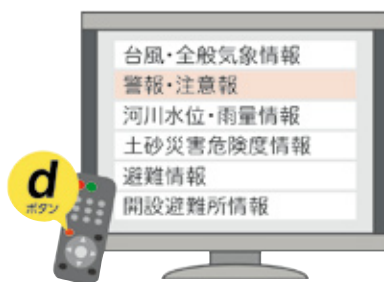 台風・全般気象情報
警報・注意報
河川水位・雨量情報
土砂災害危険度情報
避難情報
開設避難所情報
d
ボタン